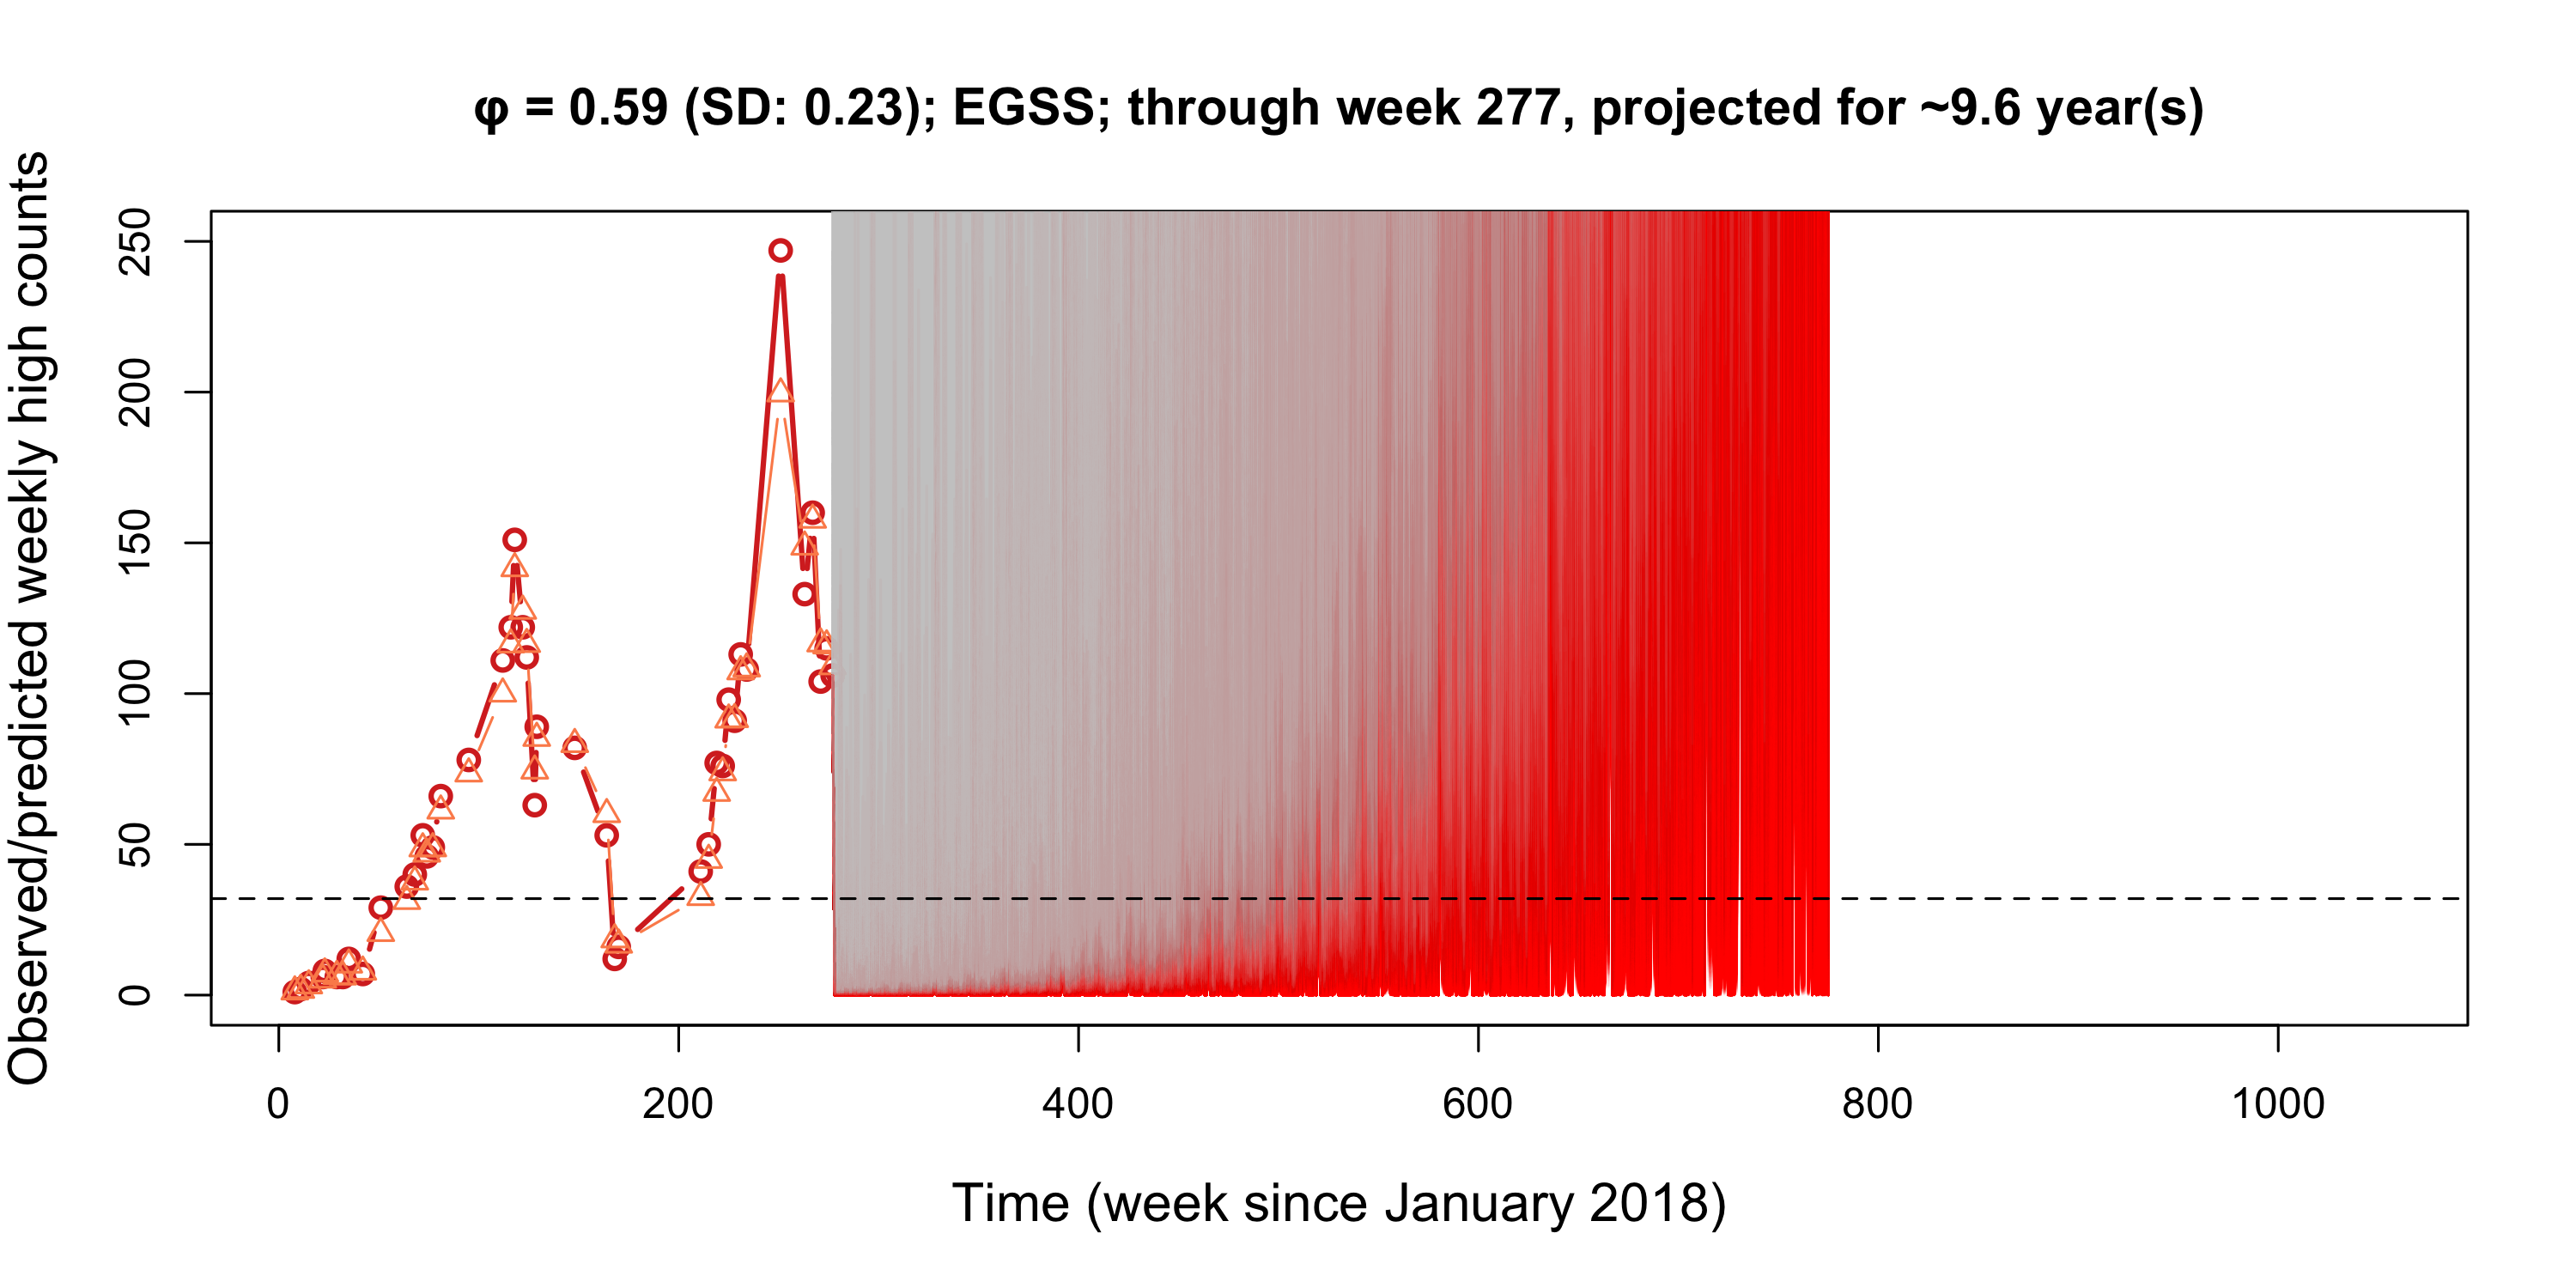 φ = 0.59 (SD: 0.23); EGSS; through week 277, projected for ~9.6 year(s)
Observed/predicted weekly high counts
250
200
150
100
50
0
0 200 400 600 800 1000
Time (week since January 2018)